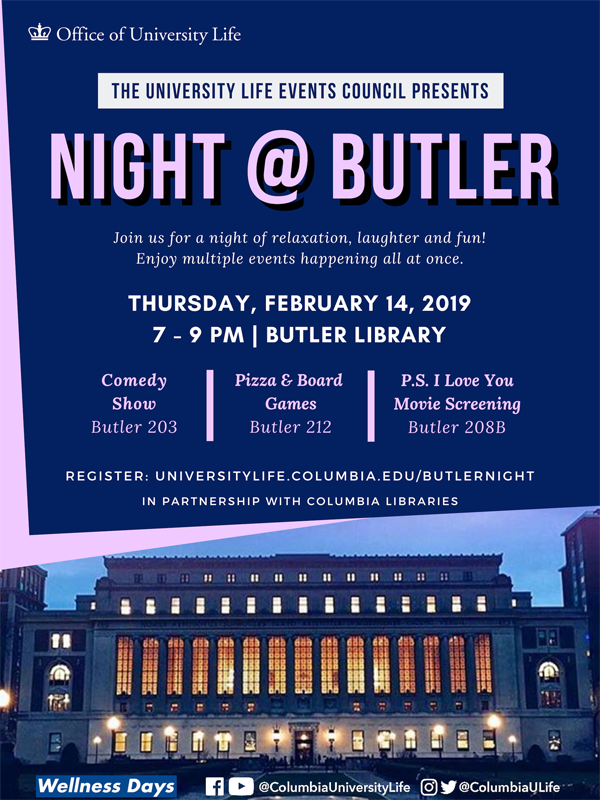 Office of University Life
THE UNIVERSITY LIFE EVENTS COUNCIL PRESENTS
NIGHT @ BUTLER
Join us for a night of relaxation, laughter and fun!
Enjoy multiple events happening all at once.
THURSDAY, FEBRUARY 14, 2019
7 - 9 PM | BUTLER LIBRARY
Comedy
Show
Butler 203
Pizza & Board
Games
Butler 212
P.S. I Love You
Movie Screening
Butler 208B
REGISTER: UNIVERSITYLIFE.COLUMBIA.EDU/BUTLERNIGHT
IN PARTNERSHIP WITH COLUMBIA LIBRARIES
Wellness Days
@ColumbiaUniversityLife
@ColumbiaULife